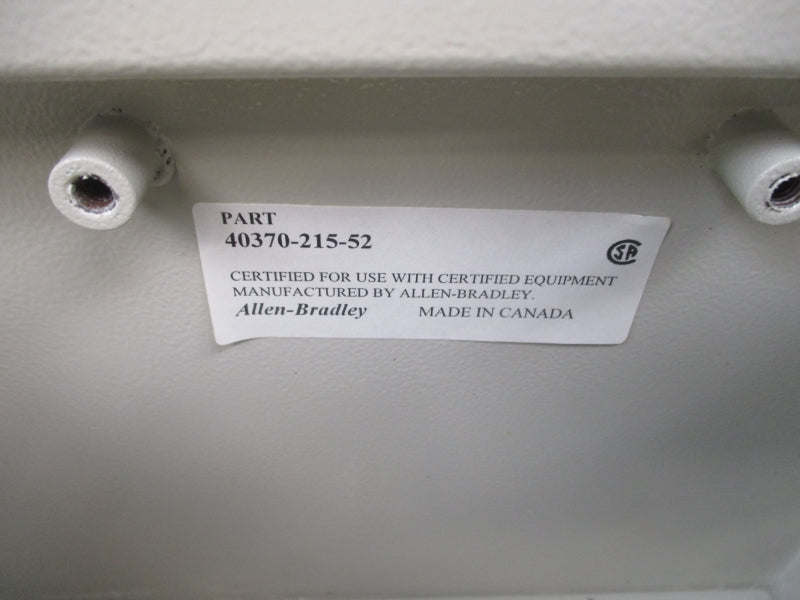 PART
40370-215-52
SA
CERTIFIED FOR USE WITH CERTIFIED EQUIPMENT
MANUFACTURED BY ALLEN-BRADLEY.
Allen-Bradley MADE IN CANADA